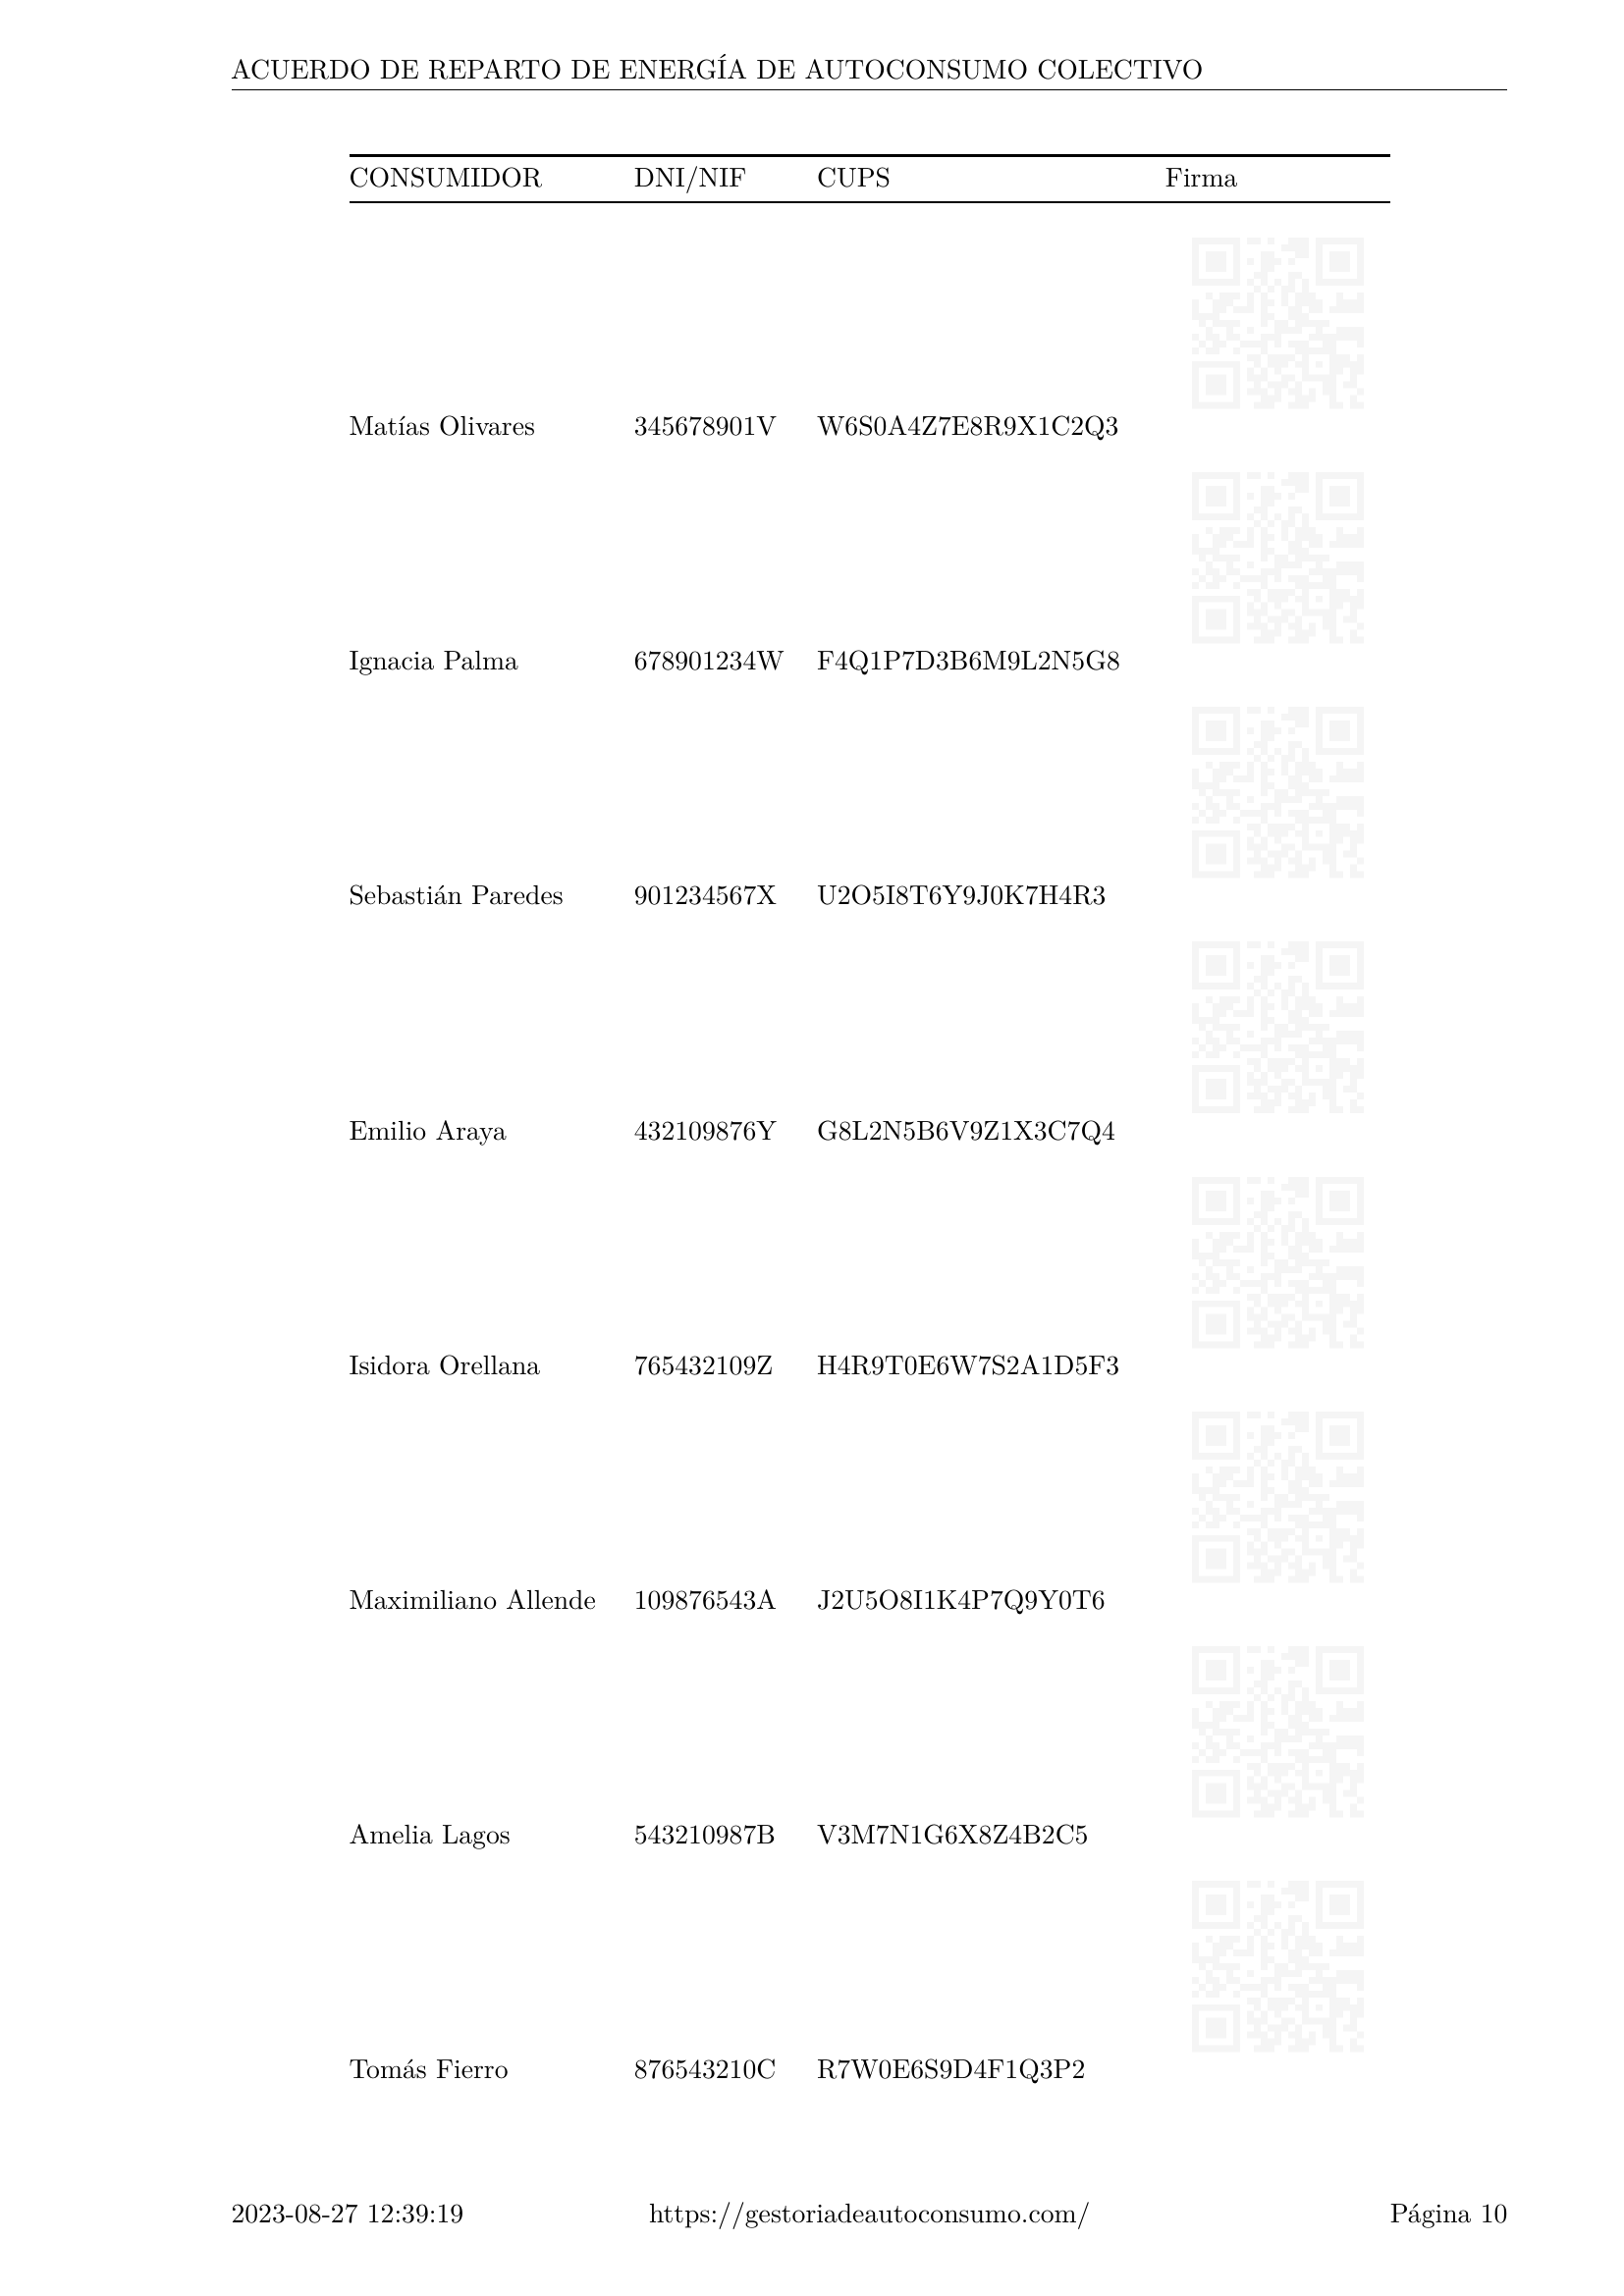 ACUERDO DE REPARTO DE ENERGÍA DE AUTOCONSUMO COLECTIVO
CONSUMIDOR DNI/NIF CUPS Firma
Matías Olivares 345678901V W6S0A4Z7E8R9X1C2Q3
Ignacia Palma 678901234W F4Q1P7D3B6M9L2N5G8
Sebastián Paredes 901234567X U2O5I8T6Y9J0K7H4R3
Emilio Araya 432109876Y G8L2N5B6V9Z1X3C7Q4
Isidora Orellana 765432109Z H4R9T0E6W7S2A1D5F3
Maximiliano Allende 109876543A J2U5O8I1K4P7Q9Y0T6
Amelia Lagos 543210987B V3M7N1G6X8Z4B2C5
Tomás Fierro 876543210C R7W0E6S9D4F1Q3P2
2023-08-27 12:39:19 https://gestoriadeautoconsumo.com/ Página 10